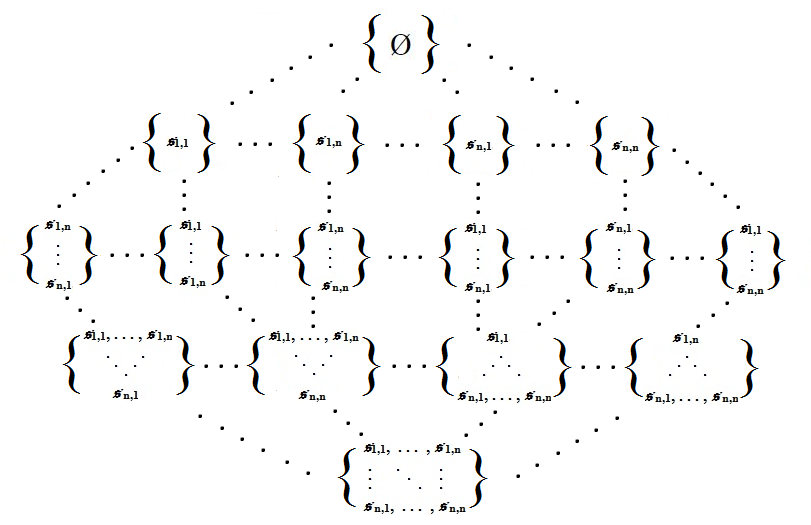 { Ø }
{ 𝔰1,1 } ... { 𝔰1,n } ... { 𝔰n,1 } ... { 𝔰n,n }
{ 𝔰1,n ⋮ 𝔰n,1 } ... { 𝔰1,1 ⋮ 𝔰1,n } ... { 𝔰1,n ⋮ 𝔰n,n } ... { 𝔰1,1 ⋮ 𝔰n,1 } ... { 𝔰n,1 ⋮ 𝔰n,n } ... { 𝔰1,1 ⋮ 𝔰n,n }
{ 𝔰1,1, ..., 𝔰1,n ⋱ ⋰ 𝔰n,1 } ... { 𝔰1,1, ..., 𝔰1,n ⋱ ⋰ 𝔰n,n } ... { 𝔰1,1 ⋰ ⋱ 𝔰n,1, ..., 𝔰n,n } ... { 𝔰1,n ⋰ ⋱ 𝔰n,1, ..., 𝔰n,n }
{ 𝔰1,1, ..., 𝔰1,n
⋮ ⋱ ⋮
𝔰n,1, ..., 𝔰n,n }